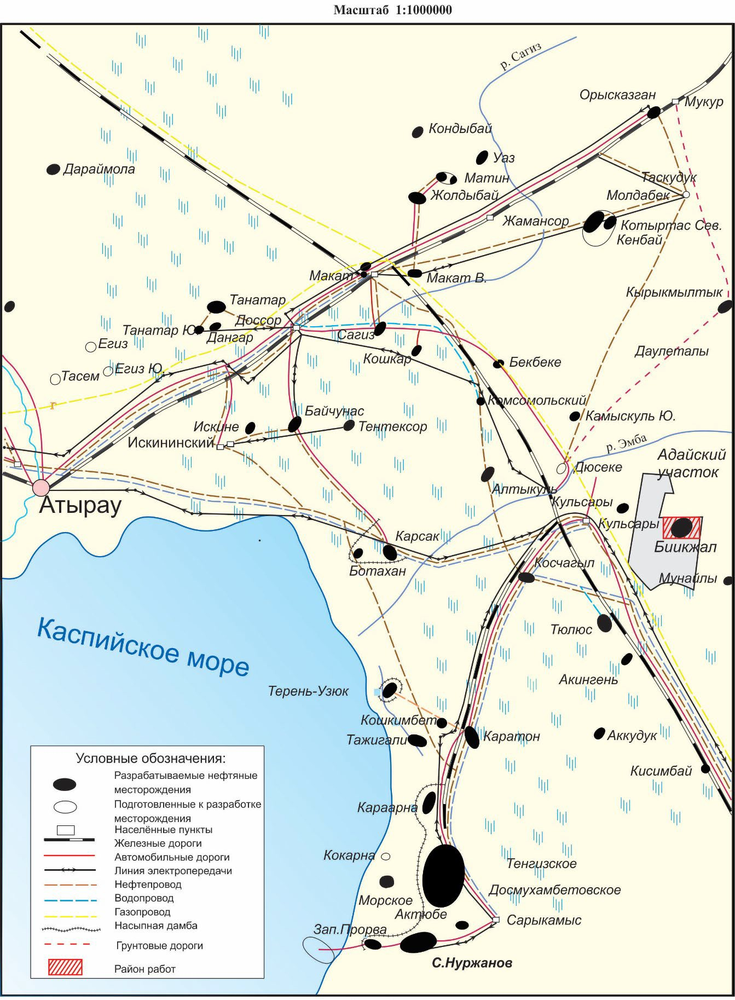 Масштаб 1:1000000
р. Сагиз
Орысказган
Мукур
Кондыбай
Уаз
Дараймола
Матин
Таскудук
Жолдыбай
Молдабек
Жамансор
Котыртас Сев.
Кенбай
Макат
Макат В.
Кырыкмылтык
Танатар
Доссор
Танатар Ю.
Дангар
Сагиз
Егиз
Кошкар
Бекбеке
Даулеталы
Егиз Ю.
Тасем
Г
Комсомольский
Байчунас
Камыскуль Ю.
Искине
Тентексор
Искининский
р. Эмба
Адайский
участок
Дюсеке
Алтыкуль
Атырау
Кульсары
Кульсары
Карсак
Биикжал
Косчагыл
Ботахан
Мунайлы
Каспийское море
Тюлюс
Акингень
Терень-Узюк
Кошкимбет
Тажигали
Каратон
Аккудук
Кисимбай
Караарна
Кокарна
Тенгизское
Досмухамбетовское
Морское
Актюбе
Сарыкамыс
Зап.Прорва
С.Нуржанов
Условные обозначения:
Разрабатываемые нефтяные
месторождения
Подготовленные к разработке
месторождения
Населённые пункты
Железные дороги
Автомобильные дороги
Линия электропередачи
Нефтепровод
Водопровод
Газопровод
Насыпная дамба
Грунтовые дороги
Район работ